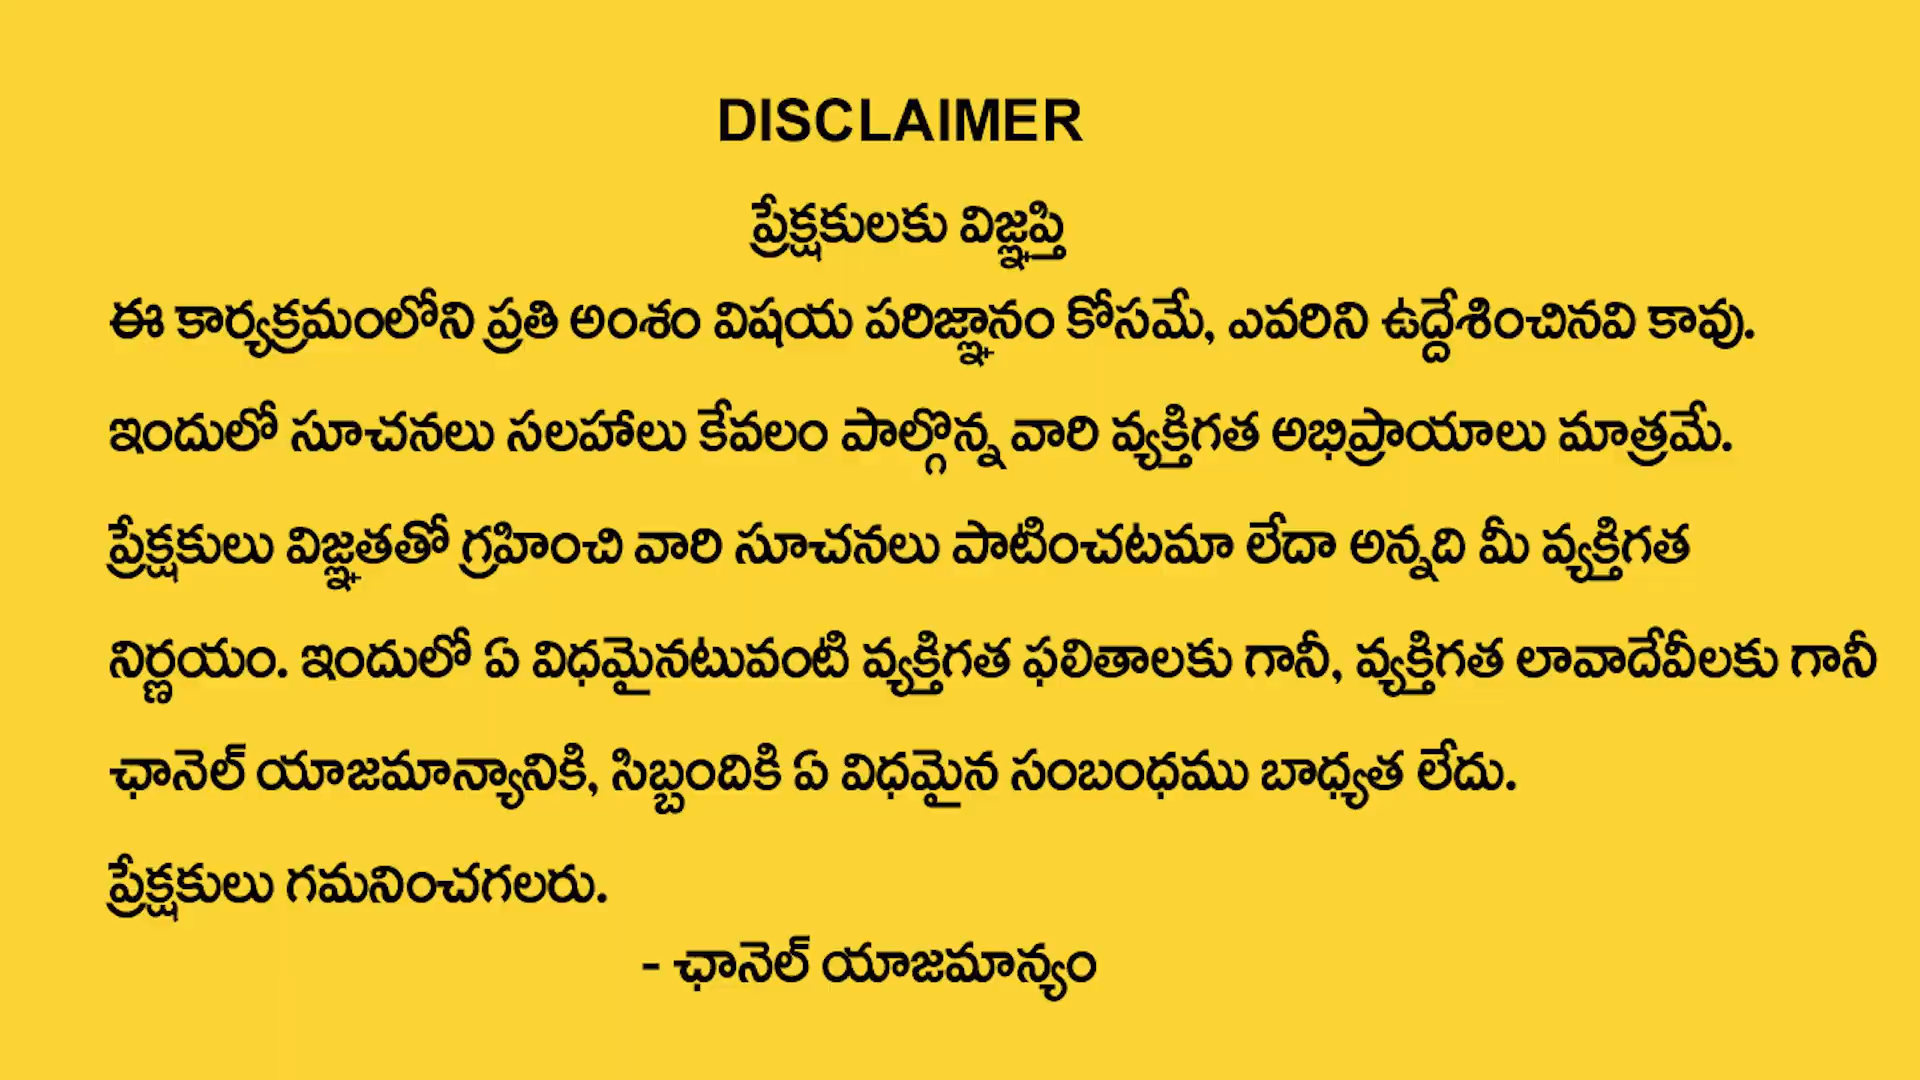 DISCLAIMER
ప్రేక్షకులకు విజ్ఞప్తి
ఈ కార్యక్రమంలోని ప్రతి అంశం విషయ పరిజ్ఞానం కోసమే, ఎవరిని ఉద్దేశించినవి కావు.
ఇందులో సూచనలు సలహాలు కేవలం పాల్గొన్న వారి వ్యక్తిగత అభిప్రాయాలు మాత్రమే.
ప్రేక్షకులు విజ్ఞతతో గ్రహించి వారి సూచనలు పాటించటమా లేదా అన్నది మీ వ్యక్తిగత
నిర్ణయం. ఇందులో ఏ విధమైనటువంటి వ్యక్తిగత ఫలితాలకు గానీ, వ్యక్తిగత లావాదేవీలకు గానీ
ఛానెల్ యాజమాన్యానికి, సిబ్బందికి ఏ విధమైన సంబంధము బాధ్యత లేదు.
ప్రేక్షకులు గమనించగలరు.
- ఛానెల్ యాజమాన్యం